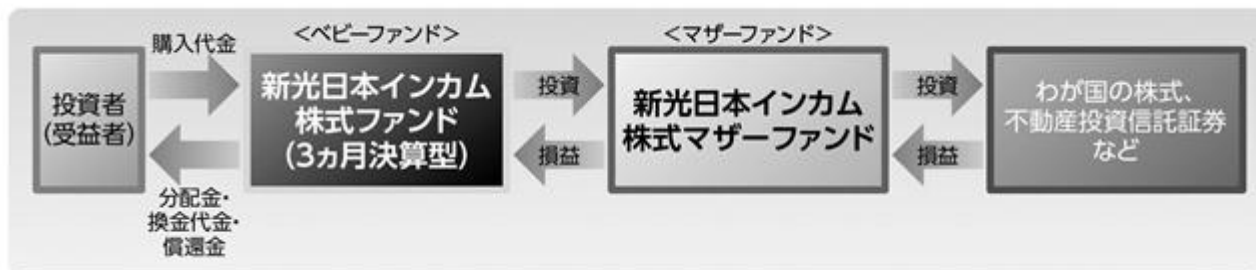 購入代金
<ベビーファンド>
<マザーファンド>
投資者
(受益者)
新光日本インカム
株式ファンド
(3ヵ月決算型)
投資
損益
新光日本インカム
株式マザーファンド
投資
損益
わが国の株式、
不動産投資信託証券
など
分配金・
換金代金・
償還金